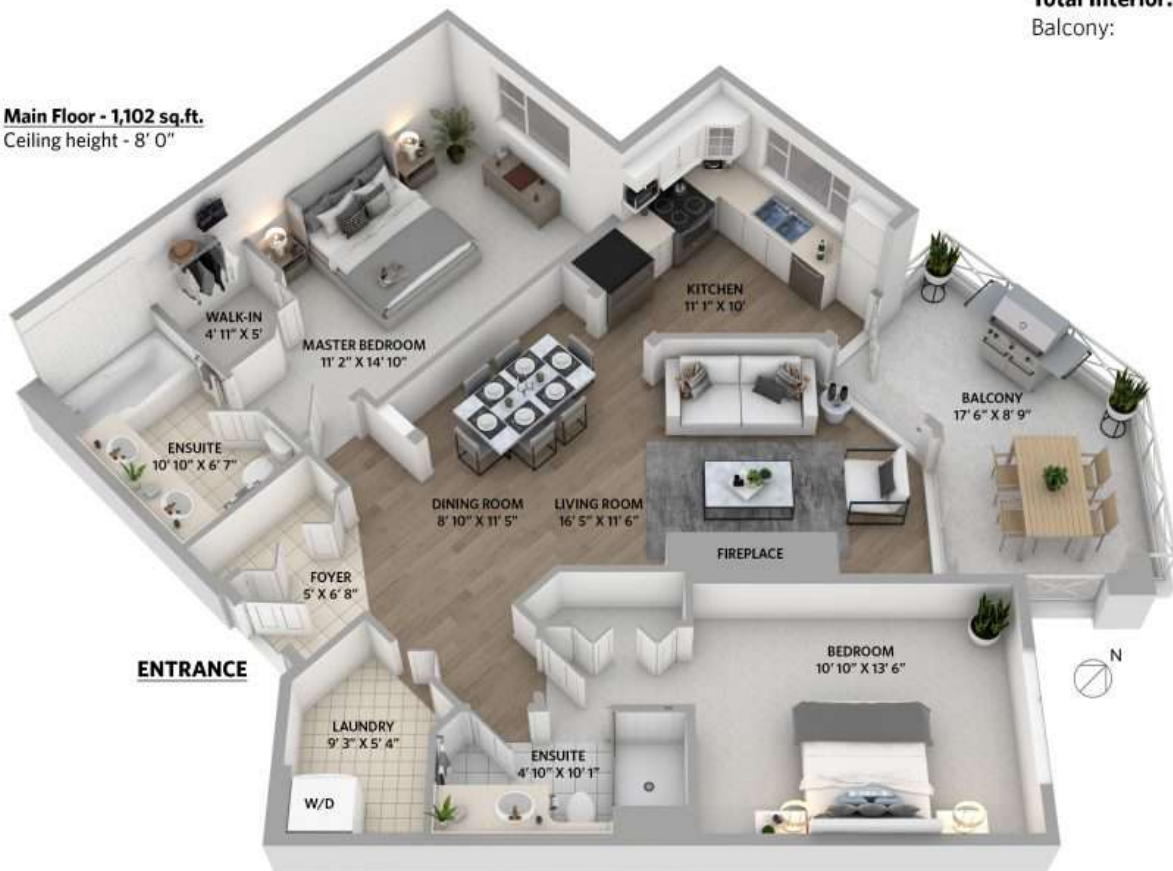 Total Interior:
Balcony:
Main Floor - 1,102 sq.ft.
Ceiling height - 8' 0"
WALK-IN
4' 11" X 5'
MASTER BEDROOM
11' 2" X 14' 10"
KITCHEN
11' 1" X 10'
BALCONY
17' 6" X 8' 9"
ENSUITE
10' 10" X 6' 7"
DINING ROOM
8' 10" X 11' 5"
LIVING ROOM
16' 5" X 11' 6"
FIREPLACE
FOYER
5' X 6' 8"
ENTRANCE
BEDROOM
10' 10" X 13' 6"
N
LAUNDRY
9' 3" X 5' 4"
ENSUITE
4' 10" X 10' 1"
W/D